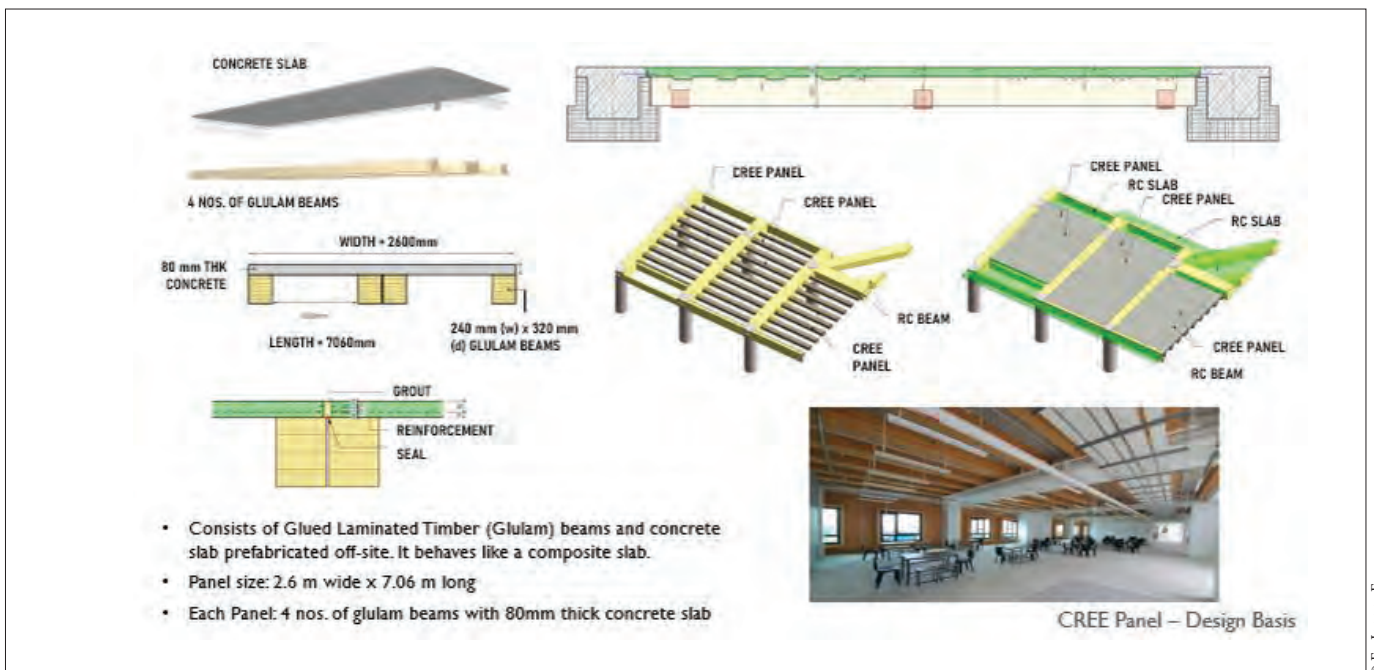 CONCRETE SLAB
4 NOS. OF GLULAM BEAMS
WIDTH = 2600mm
80 mm THK
CONCRETE
LENGTH = 7060mm
240 mm (w) x 320 mm
(d) GLULAM BEAMS
GROUT
REINFORCEMENT
SEAL
CREE PANEL
CREE PANEL
RC BEAM
CREE
PANEL
CREE PANEL
RC SLAB
CREE PANEL
RC SLAB
CREE PANEL
RC BEAM
• Consists of Glued Laminated Timber (Glulam) beams and concrete
slab prefabricated off-site. It behaves like a composite slab.
• Panel size: 2.6 m wide x 7.06 m long
• Each Panel: 4 nos. of glulam beams with 80mm thick concrete slab
CREE Panel – Design Basis